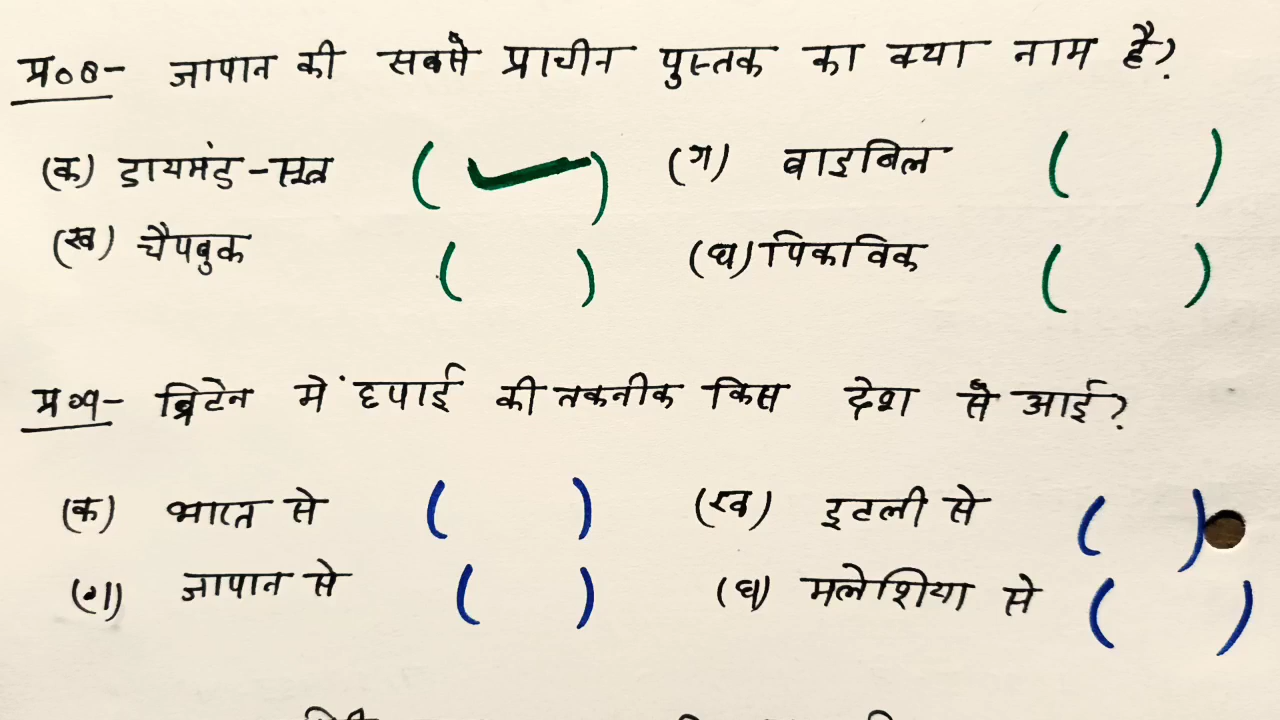 प्र०8- जापान की सबसे प्राचीन पुस्तक का क्या नाम है?
(क) डायमंड-सूत्र ( ✓ ) (ग) बाइबिल ( )
(ख) चैपबुक ( ) (घ) पिकाविक ( )
प्र०9- ब्रिटेन में छपाई की तकनीक किस देश से आई?
(क) भारत से ( ) (ख) इटली से ( )
(ग) जापान से ( ) (घ) मलेशिया से ( )